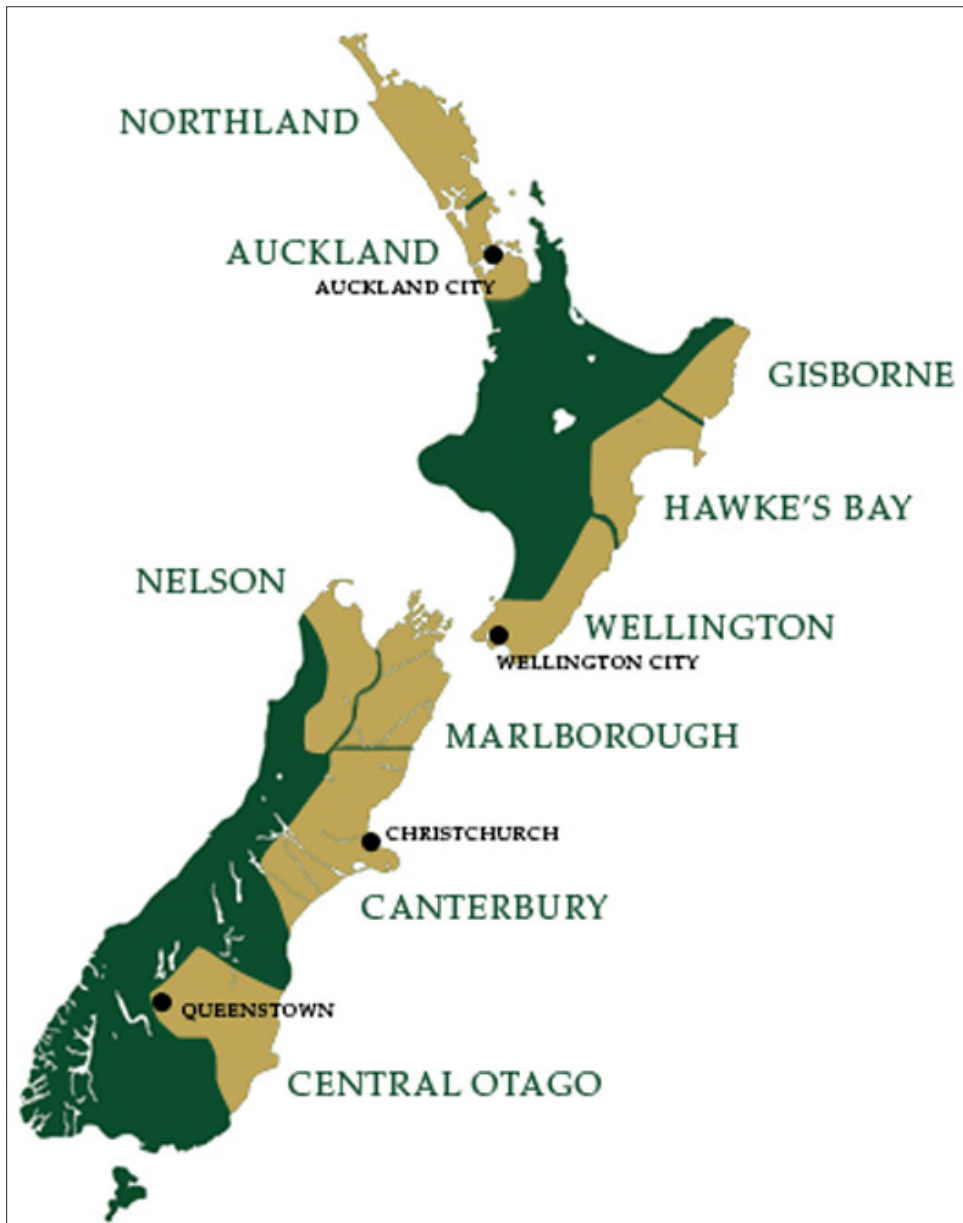 NORTHLAND
AUCKLAND
AUCKLAND CITY
GISBORNE
HAWKE'S BAY
NELSON
WELLINGTON
WELLINGTON CITY
MARLBOROUGH
CHRISTCHURCH
CANTERBURY
QUEENSTOWN
CENTRAL OTAGO